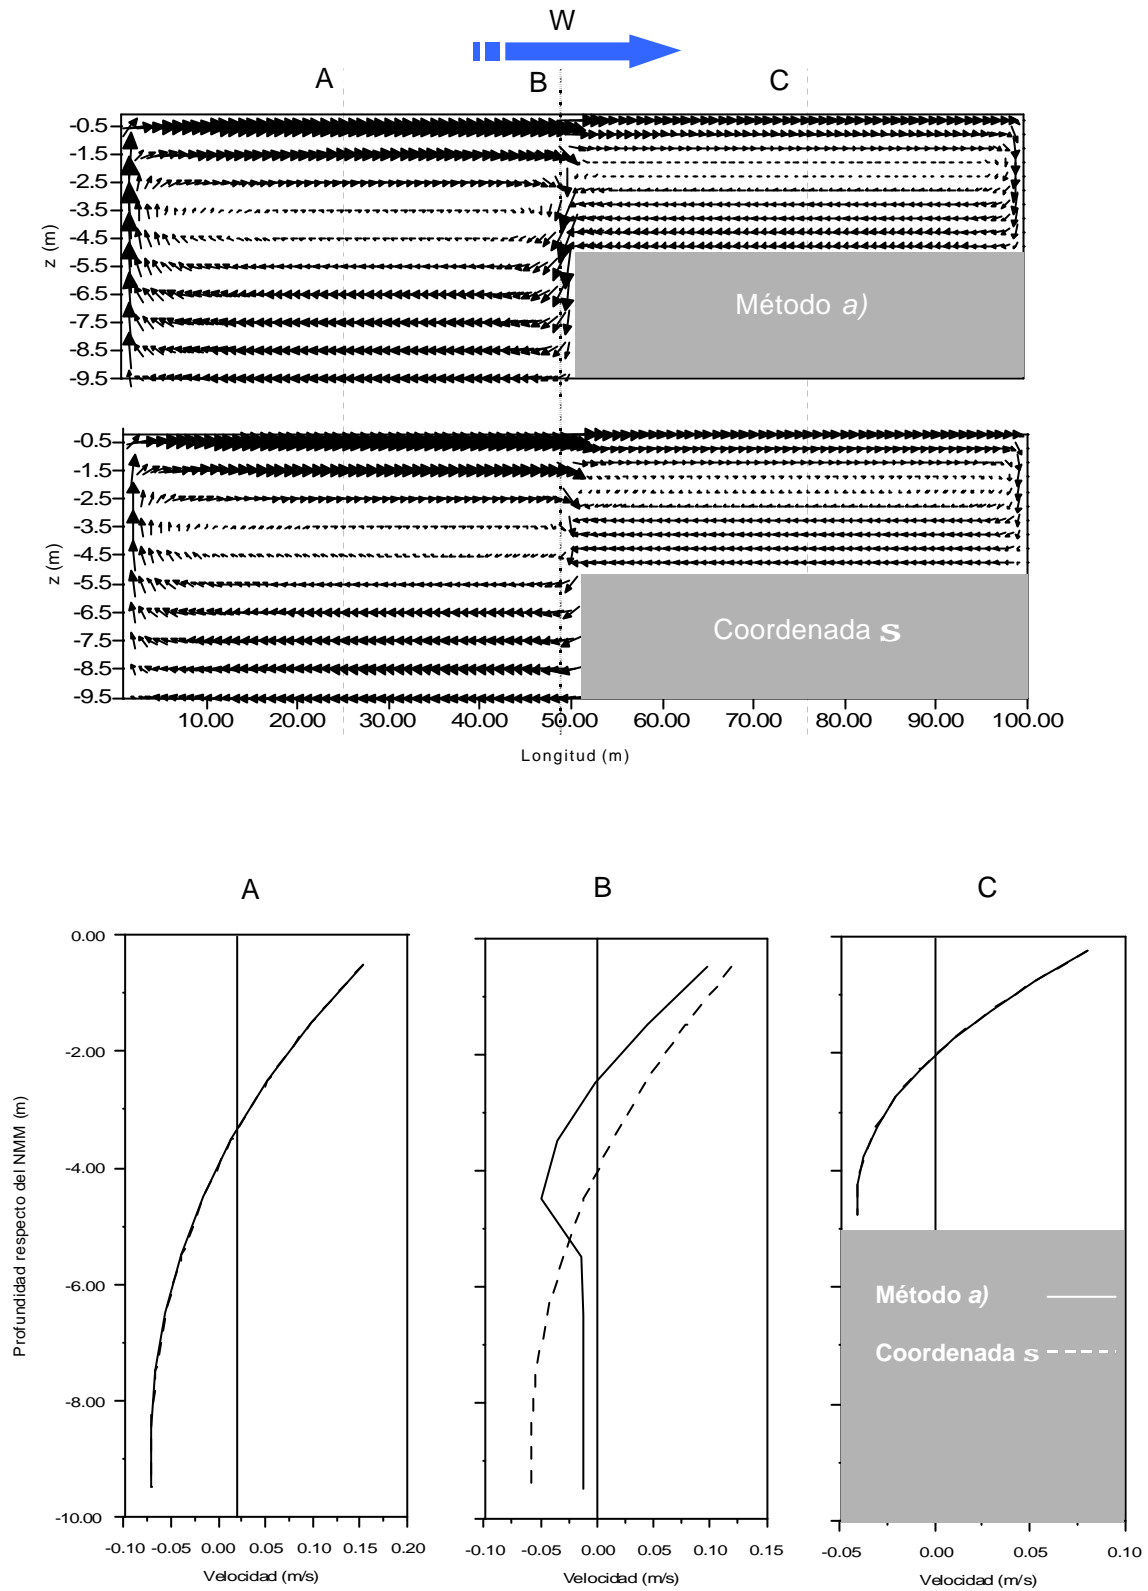 W
A B C
-0.5
-1.5
-2.5
-3.5
-4.5
-5.5
-6.5
-7.5
-8.5
-9.5
z (m)
Método a)
-0.5
-1.5
-2.5
-3.5
-4.5
-5.5
-6.5
-7.5
-8.5
-9.5
z (m)
Coordenada s
10.00 20.00 30.00 40.00 50.00 60.00 70.00 80.00 90.00 100.00
Longitud (m)
A B C
0.00
-2.00
-4.00
-6.00
-8.00
-10.00
Profundidad respecto del NMM (m)
Método a)
Coordenada s
-0.10 -0.05 0.00 0.05 0.10 0.15 0.20
-0.10 -0.05 0.00 0.05 0.10 0.15
-0.05 0.00 0.05 0.10
Velocidad (m/s)
Velocidad (m/s)
Velocidad (m/s)